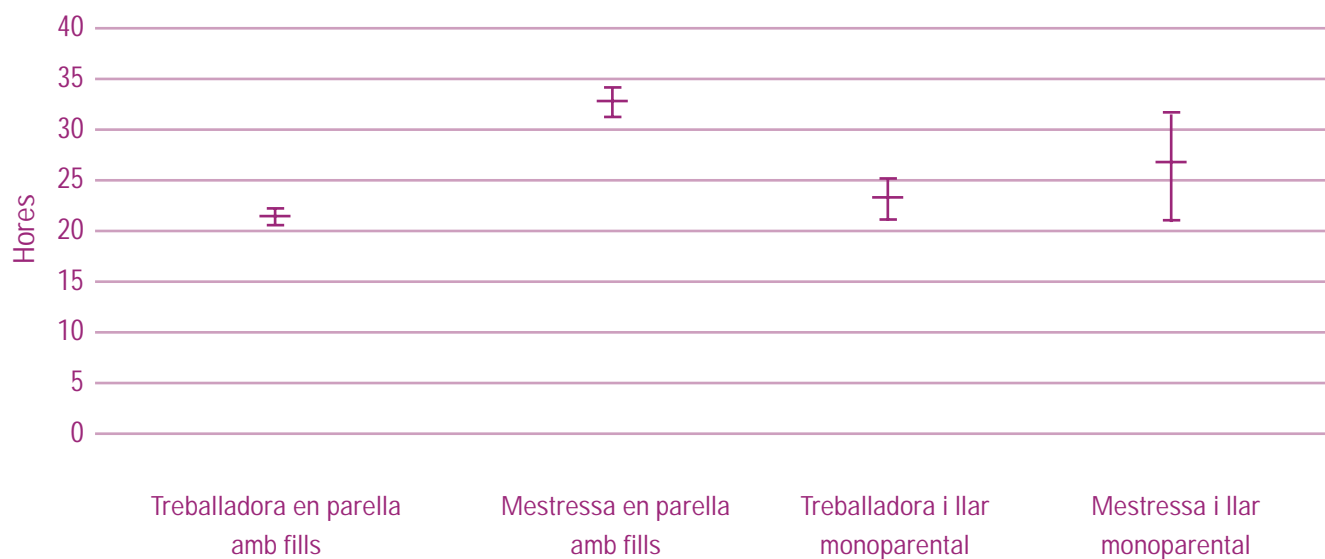 40
35
30
25
20
15
10
5
0
Hores
Treballadora en parella
amb fills
Mestressa en parella
amb fills
Treballadora i llar
monoparental
Mestressa i llar
monoparental